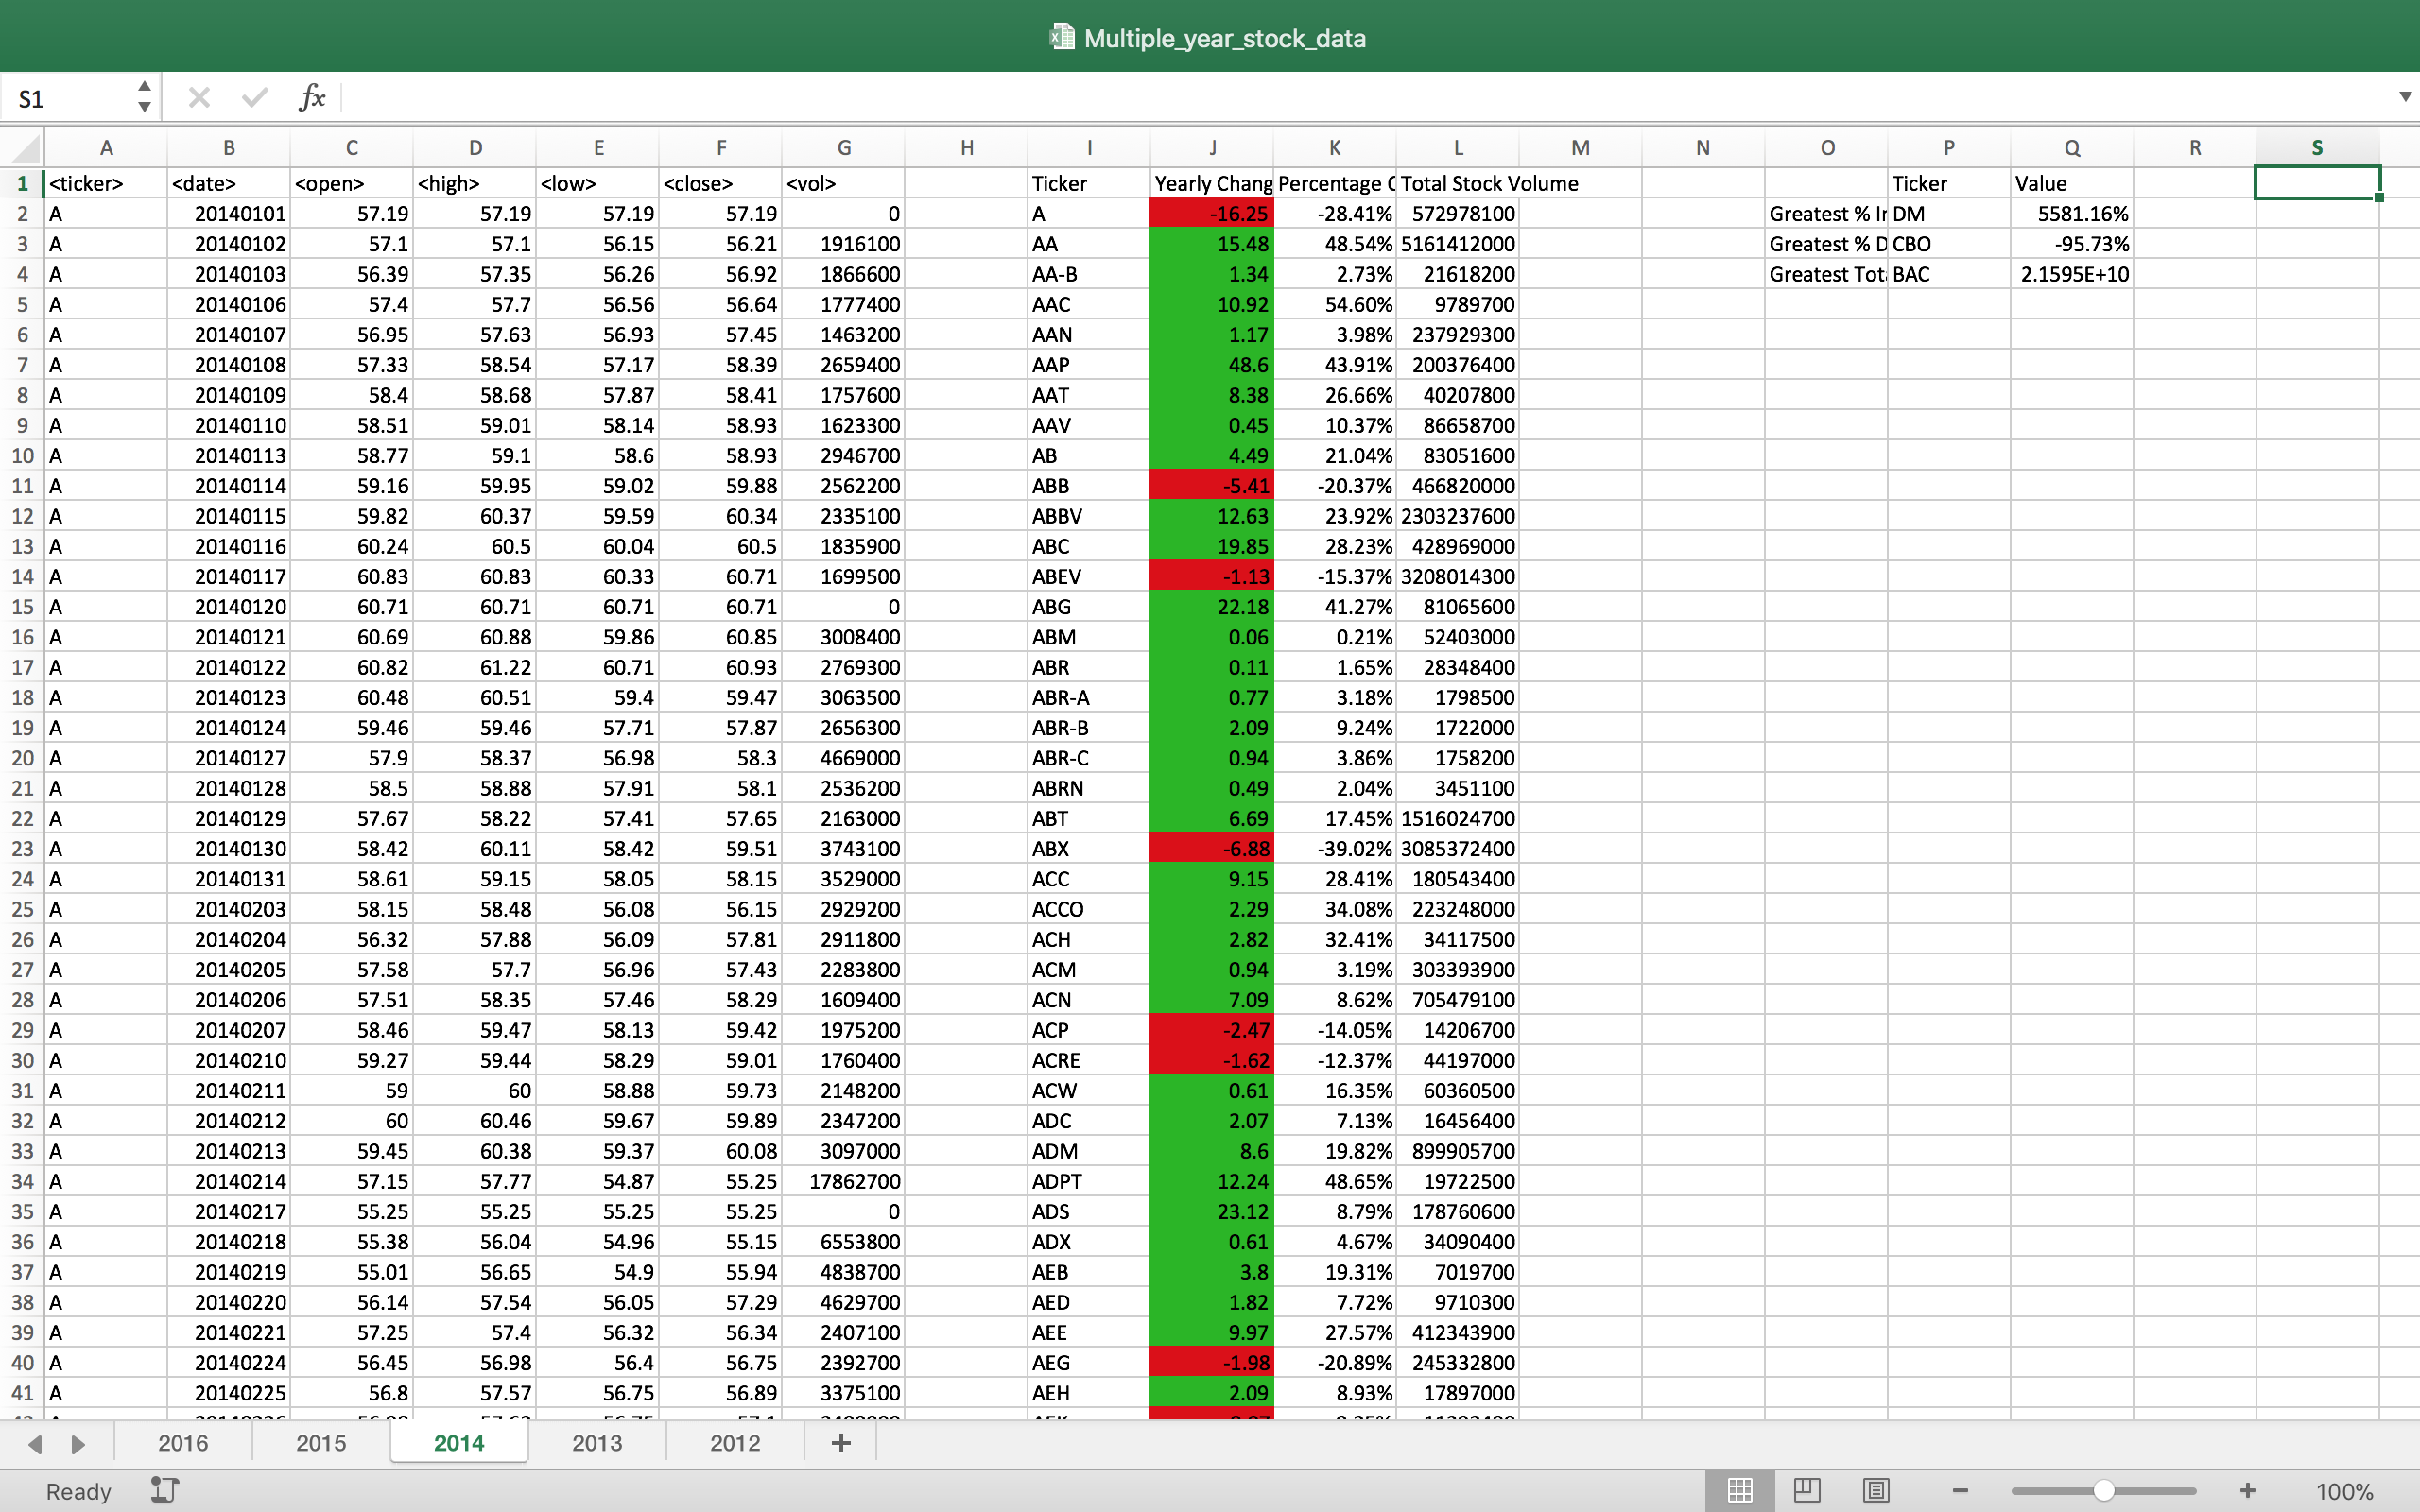 Multiple_year_stock_data
S1 fx
A B C D E F G H I J K L M N O P Q R S
1 <ticker> <date> <open> <high> <low> <close> <vol> Ticker Yearly Chang Percentage C Total Stock Volume Ticker Value
2 A 20140101 57.19 57.19 57.19 57.19 0 A -16.25 -28.41% 572978100 Greatest % In DM 5581.16%
3 A 20140102 57.1 57.1 56.15 56.21 1916100 AA 15.48 48.54% 5161412000 Greatest % D CBO -95.73%
4 A 20140103 56.39 57.35 56.26 56.92 1866600 AA-B 1.34 2.73% 21618200 Greatest Tota BAC 2.1595E+10
5 A 20140106 57.4 57.7 56.56 56.64 1777400 AAC 10.92 54.60% 9789700
6 A 20140107 56.95 57.63 56.93 57.45 1463200 AAN 1.17 3.98% 237929300
7 A 20140108 57.33 58.54 57.17 58.39 2659400 AAP 48.6 43.91% 200376400
8 A 20140109 58.4 58.68 57.87 58.41 1757600 AAT 8.38 26.66% 40207800
9 A 20140110 58.51 59.01 58.14 58.93 1623300 AAV 0.45 10.37% 86658700
10 A 20140113 58.77 59.1 58.6 58.93 2946700 AB 4.49 21.04% 83051600
11 A 20140114 59.16 59.95 59.02 59.88 2562200 ABB -5.41 -20.37% 466820000
12 A 20140115 59.82 60.37 59.59 60.34 2335100 ABBV 12.63 23.92% 2303237600
13 A 20140116 60.24 60.5 60.04 60.5 1835900 ABC 19.85 28.23% 428969000
14 A 20140117 60.83 60.83 60.33 60.71 1699500 ABEV -1.13 -15.37% 3208014300
15 A 20140120 60.71 60.71 60.71 60.71 0 ABG 22.18 41.27% 81065600
16 A 20140121 60.69 60.88 59.86 60.85 3008400 ABM 0.06 0.21% 52403000
17 A 20140122 60.82 61.22 60.71 60.93 2769300 ABR 0.11 1.65% 28348400
18 A 20140123 60.48 60.51 59.4 59.47 3063500 ABR-A 0.77 3.18% 1798500
19 A 20140124 59.46 59.46 57.71 57.87 2656300 ABR-B 2.09 9.24% 1722000
20 A 20140127 57.9 58.37 56.98 58.3 4669000 ABR-C 0.94 3.86% 1758200
21 A 20140128 58.5 58.88 57.91 58.1 2536200 ABRN 0.49 2.04% 3451100
22 A 20140129 57.67 58.22 57.41 57.65 2163000 ABT 6.69 17.45% 1516024700
23 A 20140130 58.42 60.11 58.42 59.51 3743100 ABX -6.88 -39.02% 3085372400
24 A 20140131 58.61 59.15 58.05 58.15 3529000 ACC 9.15 28.41% 180543400
25 A 20140203 58.15 58.48 56.08 56.15 2929200 ACCO 2.29 34.08% 223248000
26 A 20140204 56.32 57.88 56.09 57.81 2911800 ACH 2.82 32.41% 34117500
27 A 20140205 57.58 57.7 56.96 57.43 2283800 ACM 0.94 3.19% 303393900
28 A 20140206 57.51 58.35 57.46 58.29 1609400 ACN 7.09 8.62% 705479100
29 A 20140207 58.46 59.47 58.13 59.42 1975200 ACP -2.47 -14.05% 14206700
30 A 20140210 59.27 59.44 58.29 59.01 1760400 ACRE -1.62 -12.37% 44197000
31 A 20140211 59 60 58.88 59.73 2148200 ACW 0.61 16.35% 60360500
32 A 20140212 60 60.46 59.67 59.89 2347200 ADC 2.07 7.13% 16456400
33 A 20140213 59.45 60.38 59.37 60.08 3097000 ADM 8.6 19.82% 899905700
34 A 20140214 57.15 57.77 54.87 55.25 17862700 ADPT 12.24 48.65% 19722500
35 A 20140217 55.25 55.25 55.25 55.25 0 ADS 23.12 8.79% 178760600
36 A 20140218 55.38 56.04 54.96 55.15 6553800 ADX 0.61 4.67% 34090400
37 A 20140219 55.01 56.65 54.9 55.94 4838700 AEB 3.8 19.31% 7019700
38 A 20140220 56.14 57.54 56.05 57.29 4629700 AED 1.82 7.72% 9710300
39 A 20140221 57.25 57.4 56.32 56.34 2407100 AEE 9.97 27.57% 412343900
40 A 20140224 56.45 56.98 56.4 56.75 2392700 AEG -1.98 -20.89% 245332800
41 A 20140225 56.8 57.57 56.75 56.89 3375100 AEH 2.09 8.93% 17897000
2016 2015 2014 2013 2012 +
Ready 100%